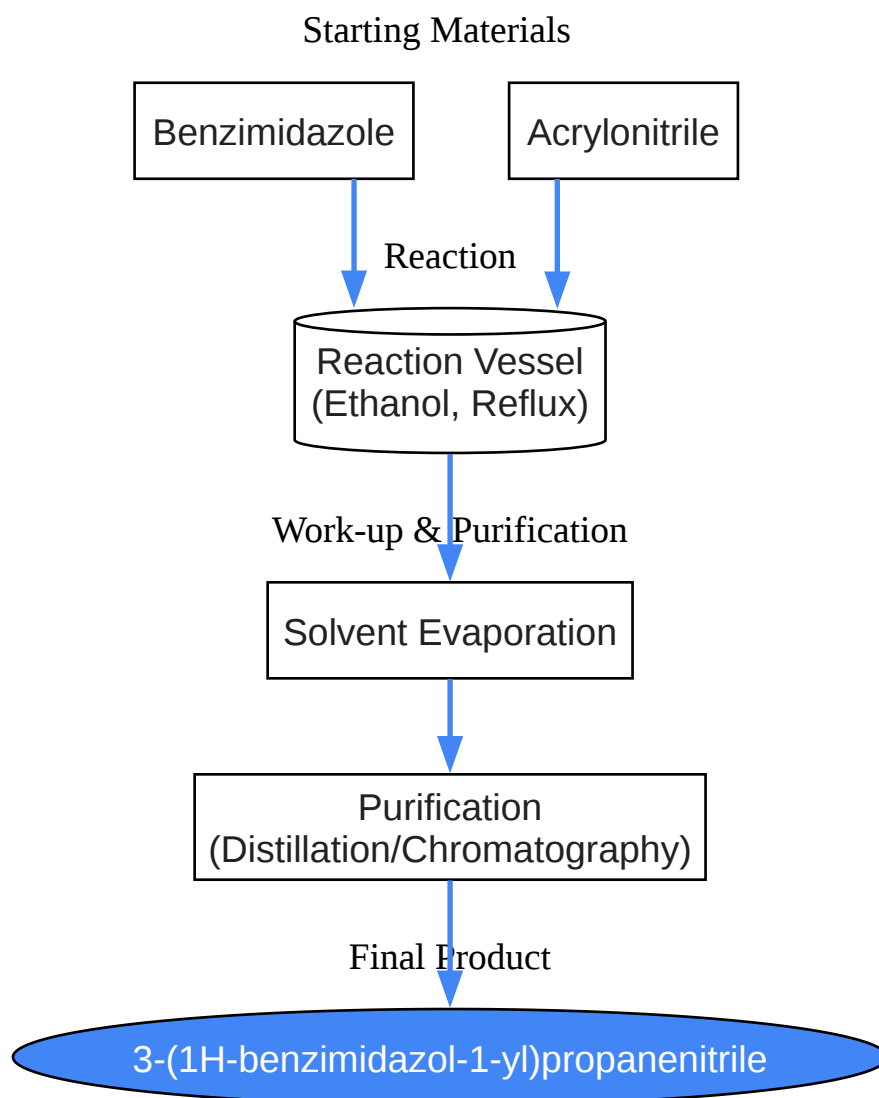 Starting Materials
Benzimidazole
Acrylonitrile
Reaction
Reaction Vessel
(Ethanol, Reflux)
Work-up & Purification
Solvent Evaporation
Purification
(Distillation/Chromatography)
Final Product
3-(1H-benzimidazol-1-yl)propanenitrile